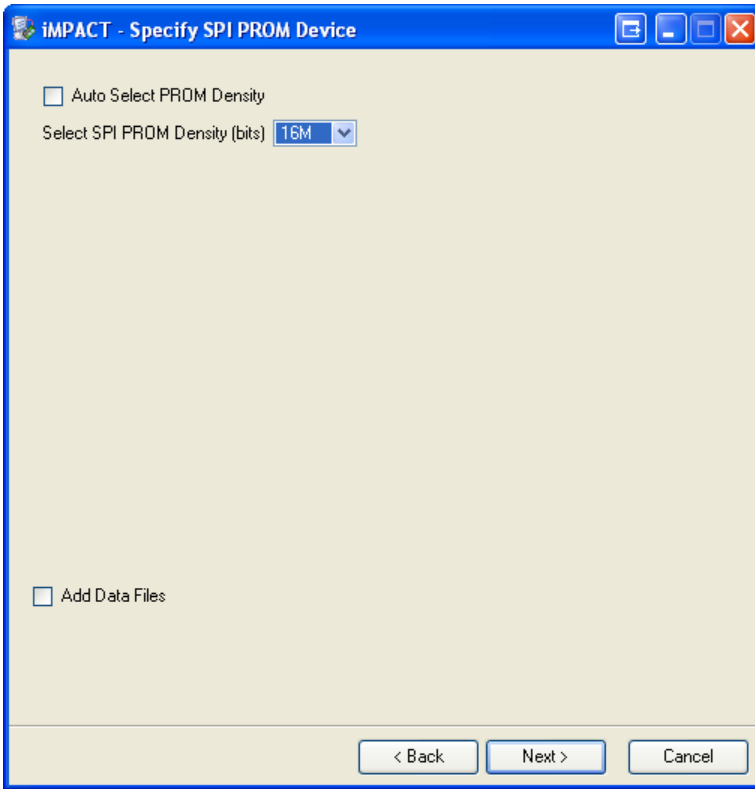 iMPACT - Specify SPI PROM Device
Auto Select PROM Density
Select SPI PROM Density (bits) 16M
Add Data Files
< Back Next > Cancel